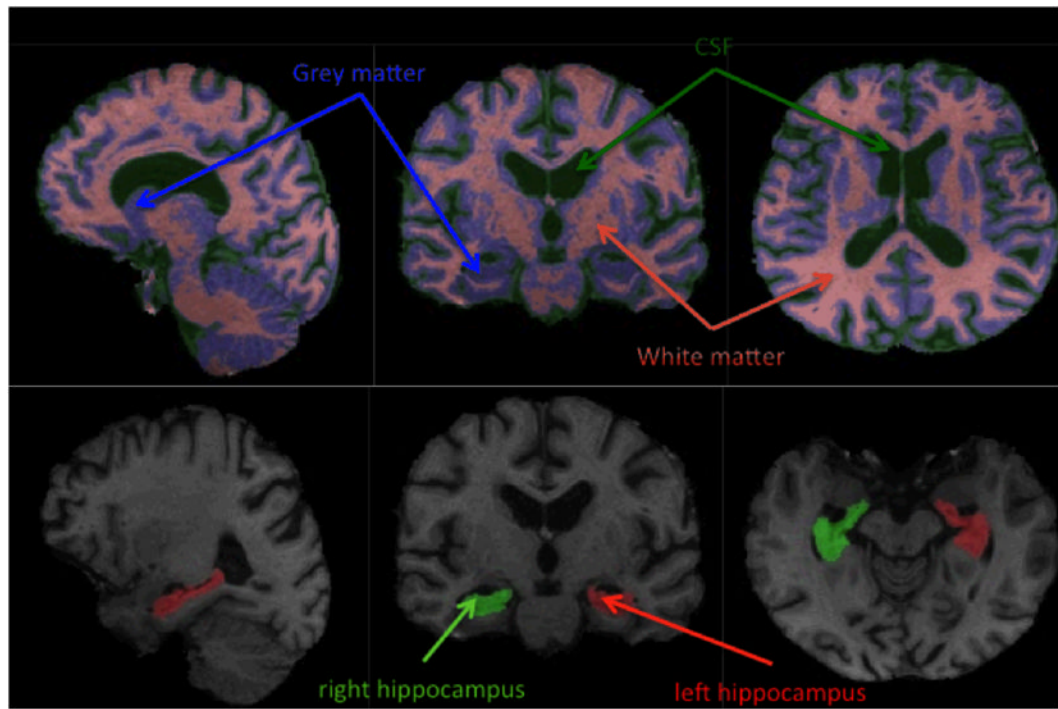 CSF
Grey matter
White matter
right hippocampus
left hippocampus